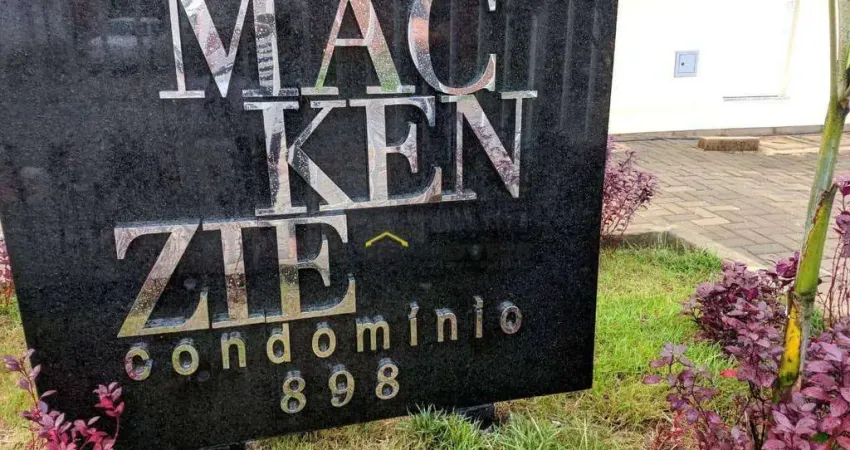 MAC
KEN
ZIE
condomínio
898